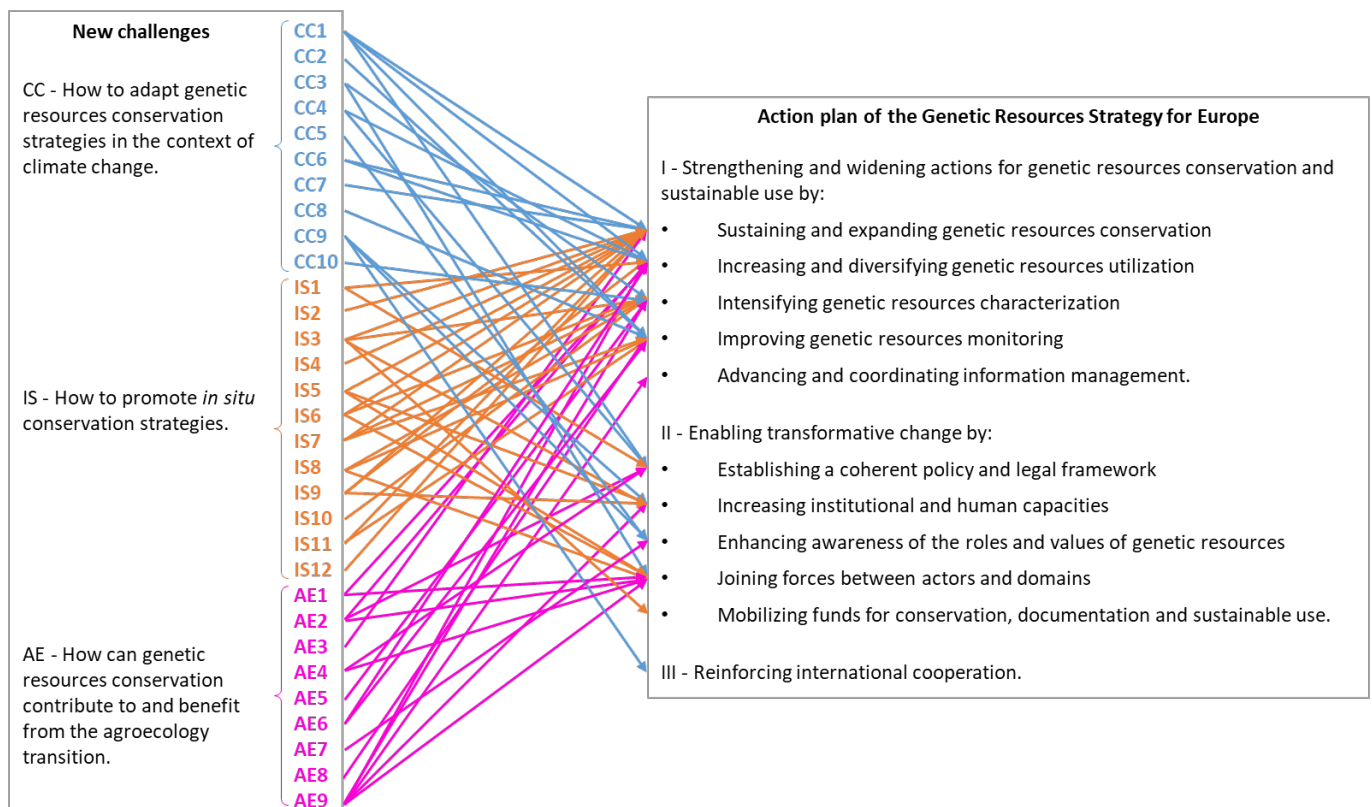 New challenges
CC - How to adapt genetic
resources conservation
strategies in the context of
climate change.
IS - How to promote in situ
conservation strategies.
AE - How can genetic
resources conservation
contribute to and benefit
from the agroecology
transition.
CC1
CC2
CC3
CC4
CC5
CC6
CC7
CC8
CC9
CC10
IS1
IS2
IS3
IS4
IS5
IS6
IS7
IS8
IS9
IS10
IS11
IS12
AE1
AE2
AE3
AE4
AE5
AE6
AE7
AE8
AE9
Action plan of the Genetic Resources Strategy for Europe
I - Strengthening and widening actions for genetic resources conservation and
sustainable use by:
• Sustaining and expanding genetic resources conservation
• Increasing and diversifying genetic resources utilization
• Intensifying genetic resources characterization
• Improving genetic resources monitoring
• Advancing and coordinating information management.
II - Enabling transformative change by:
• Establishing a coherent policy and legal framework
• Increasing institutional and human capacities
• Enhancing awareness of the roles and values of genetic resources
• Joining forces between actors and domains
• Mobilizing funds for conservation, documentation and sustainable use.
III - Reinforcing international cooperation.